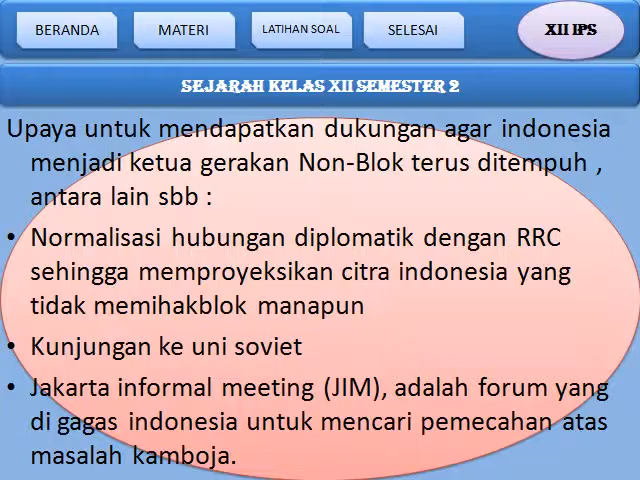 BERANDA
MATERI
LATIHAN SOAL
SELESAI
XII IPS
SEJARAH KELAS XII SEMESTER 2
Upaya untuk mendapatkan dukungan agar indonesia
menjadi ketua gerakan Non-Blok terus ditempuh ,
antara lain sbb :
• Normalisasi hubungan diplomatik dengan RRC
sehingga memproyeksikan citra indonesia yang
tidak memihakblok manapun
• Kunjungan ke uni soviet
• Jakarta informal meeting (JIM), adalah forum yang
di gagas indonesia untuk mencari pemecahan atas
masalah kamboja.